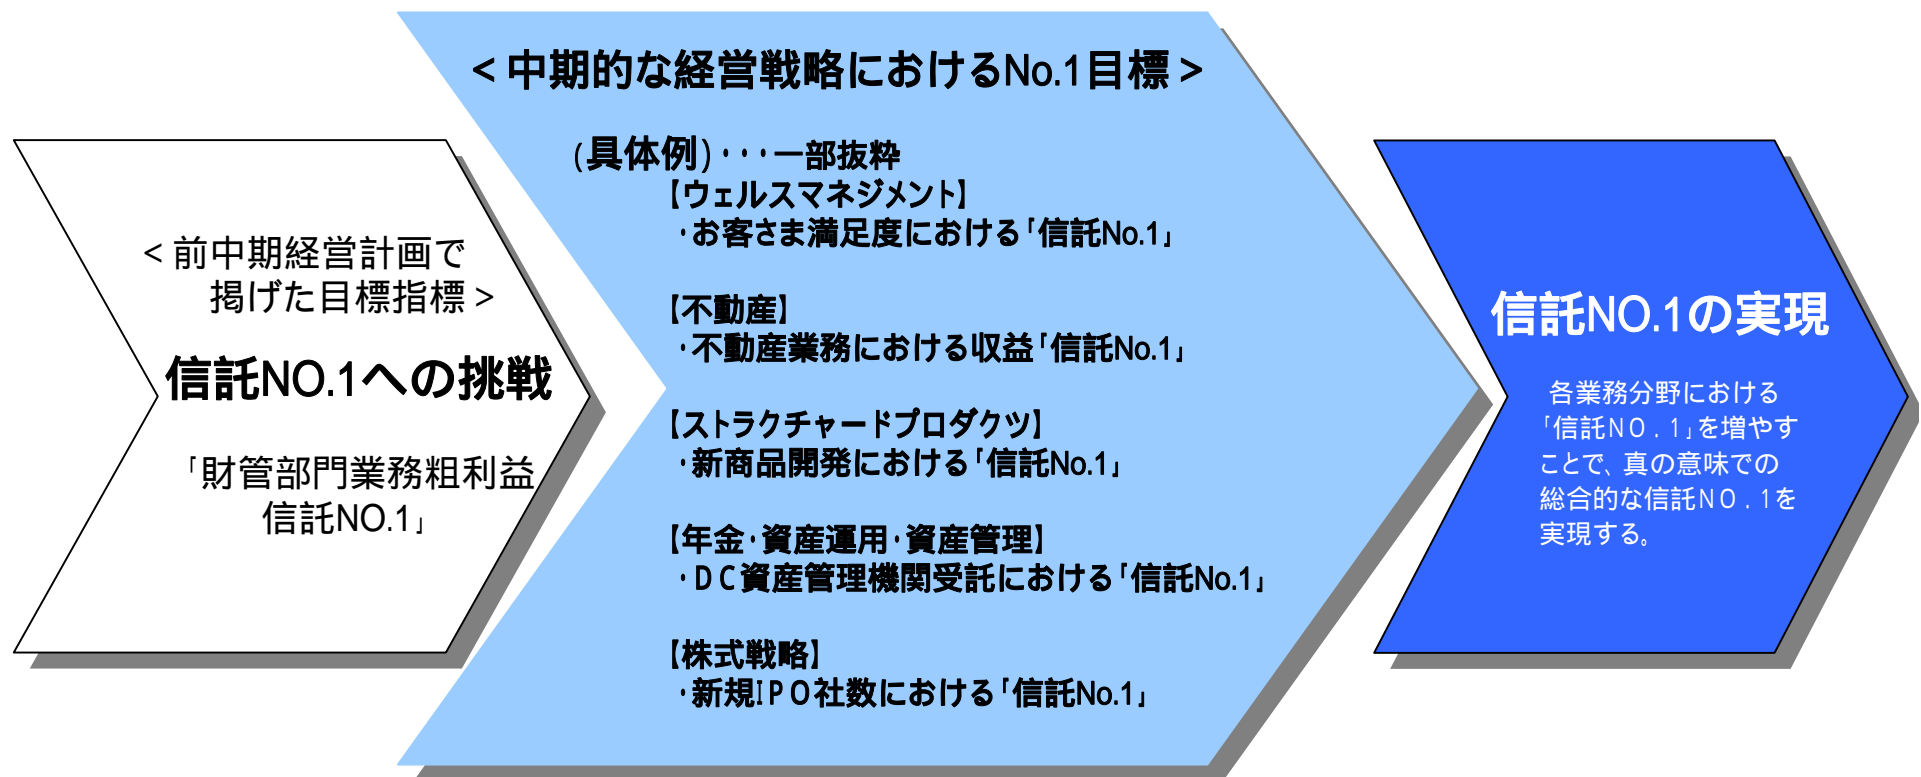 <前中期経営計画で
掲げた目標指標>
信託NO.1への挑戦
「財管部門業務粗利益
信託NO.1」
<中期的な経営戦略におけるNo.1目標>
(具体例)・・・一部抜粋
【ウェルスマネジメント】
・お客さま満足度における「信託No.1」
【不動産】
・不動産業務における収益「信託No.1」
【ストラクチャードプロダクツ】
・新商品開発における「信託No.1」
【年金・資産運用・資産管理】
・DC資産管理機関受託における「信託No.1」
【株式戦略】
・新規IPO社数における「信託No.1」
信託NO.1の実現
各業務分野における
「信託NO.1」を増やす
ことで、真の意味での
総合的な信託NO.1を
実現する。